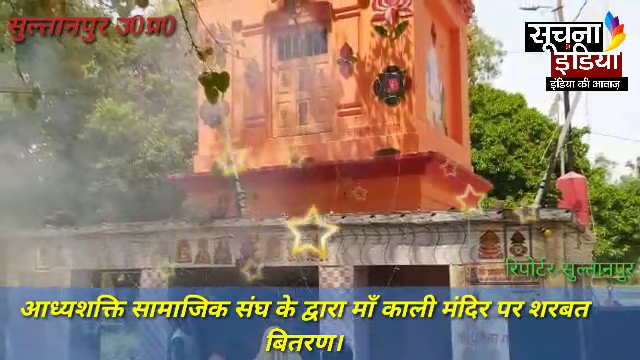 सुल्तानपुर उ0प्र0
सूचना
इंडिया
इंडिया की आवाज़
रिपोर्टर-सुल्तानपुर
आध्यशक्ति सामाजिक संघ के द्वारा माँ काली मंदिर पर शरबत
बितरण।